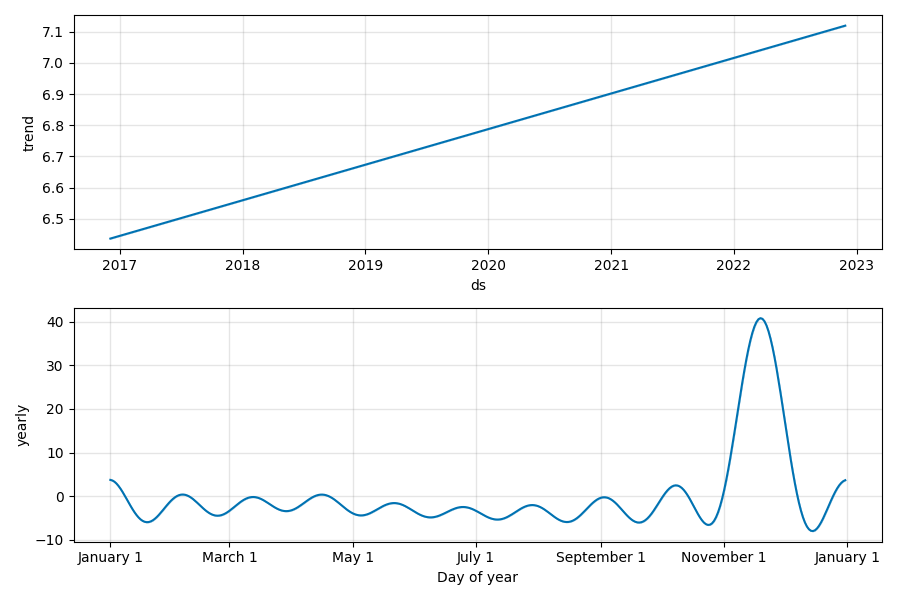 7.1
7.0
6.9
6.8
6.7
6.6
6.5
trend
2017 2018 2019 2020 2021 2022 2023
ds
40
30
20
10
0
−10
yearly
January 1 March 1 May 1 July 1 September 1 November 1 January 1
Day of year